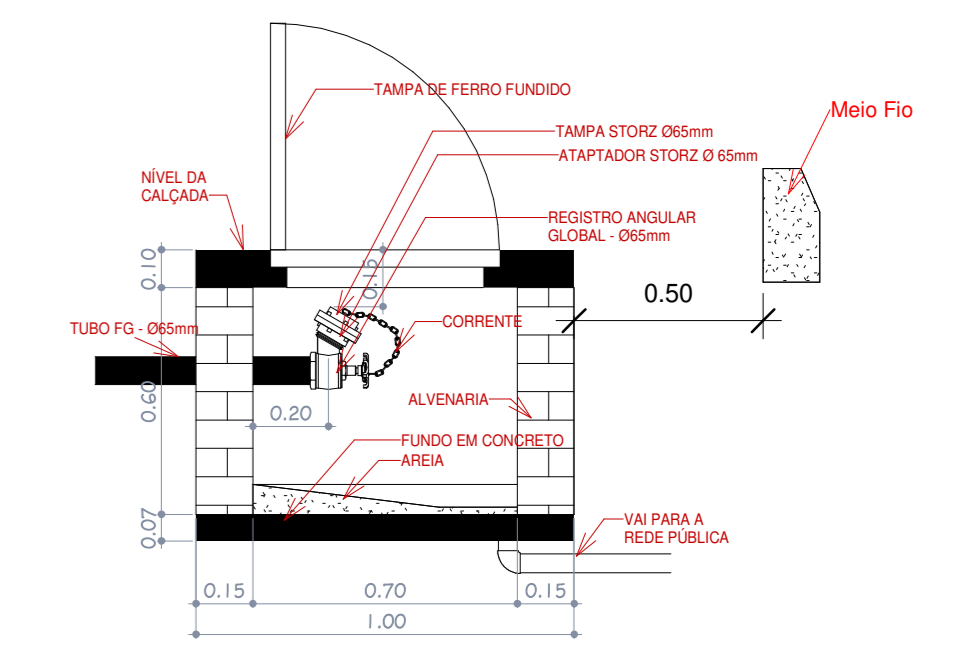 TAMPA DE FERRO FUNDIDO
Meio Fio
TAMPA STORZ Ø65mm
ATAPTADOR STORZ Ø 65mm
NÍVEL DA
CALÇADA
REGISTRO ANGULAR
GLOBAL - Ø65mm
0.10
0.15
0.50
TUBO FG - Ø65mm
CORRENTE
0.60
0.20
ALVENARIA
FUNDO EM CONCRETO
AREIA
0.07
VAI PARA A
REDE PÚBLICA
0.15
0.70
0.15
1.00